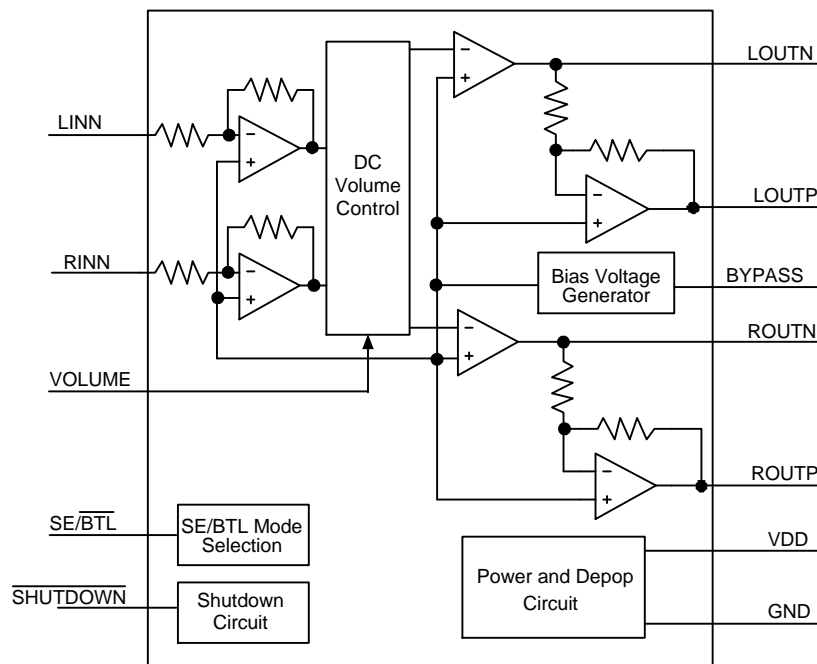 LOUTN
LINN
DC
Volume
Control
LOUTP
RINN
Bias Voltage
Generator
BYPASS
ROUTN
VOLUME
ROUTP
SE/BTL
SE/BTL Mode
Selection
VDD
Power and Depop
Circuit
SHUTDOWN
Shutdown
Circuit
GND